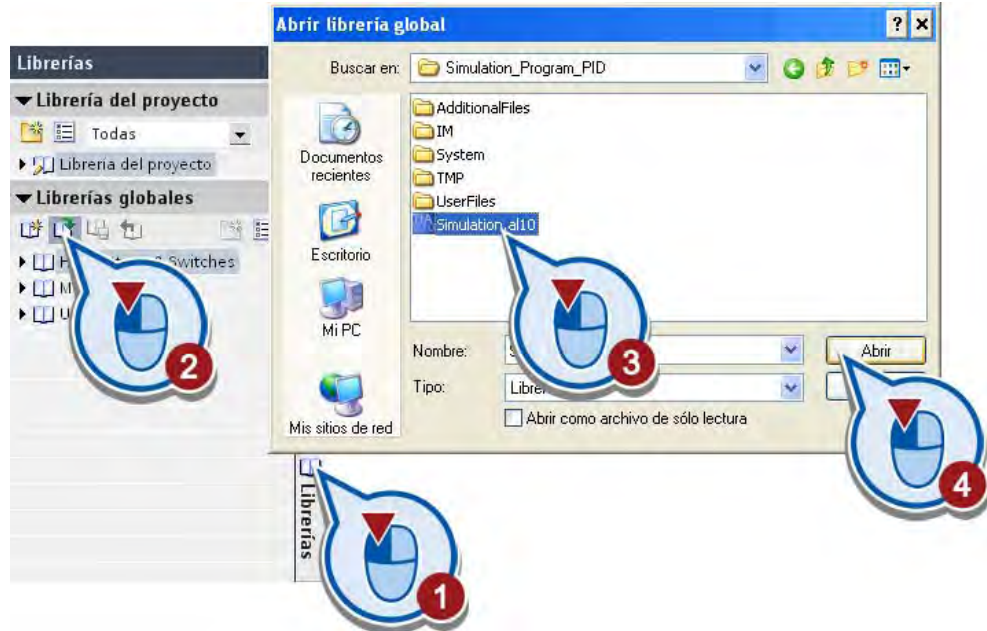 Abrir librería global
? ×
Librerías
Buscar en: Simulation_Program_PID
Librería del proyecto
Todas
Librería del proyecto
Librerías globales
Switches
M
U
Documentos recientes
Escritorio
Mi PC
Mis sitios de red
AdditionalFiles
IM
System
TMP
UserFiles
Simulation al10
Nombre:
Abrir
Tipo:
Abrir como archivo de sólo lectura
Librerías
1
2
3
4